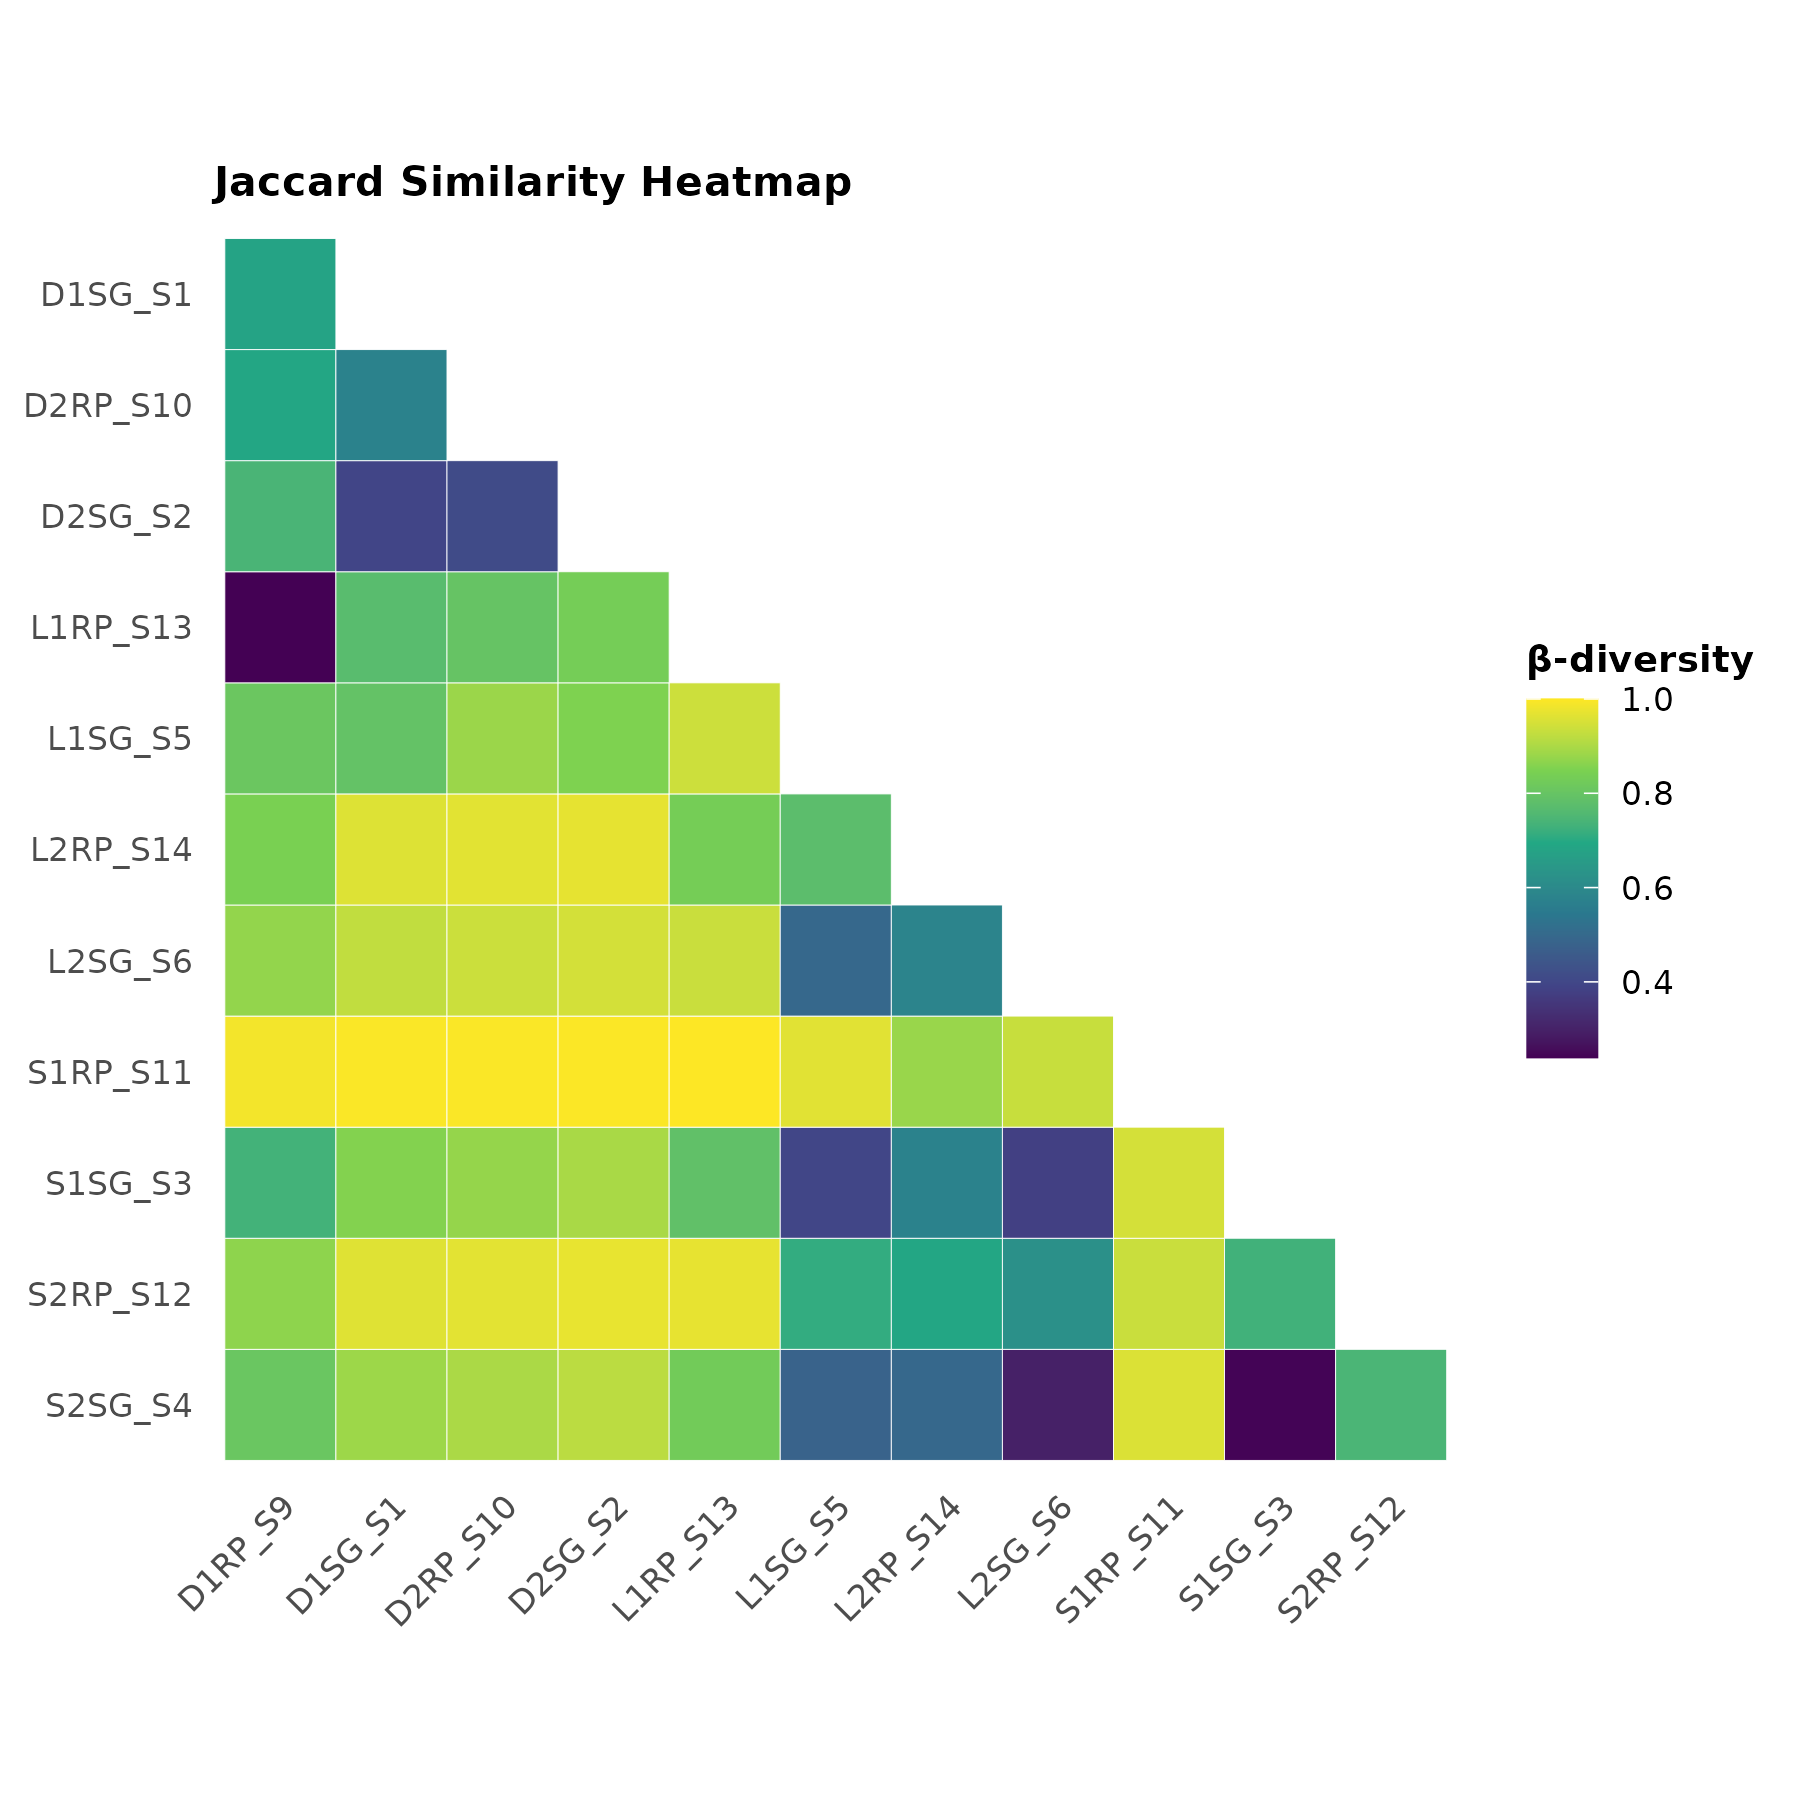 Jaccard Similarity Heatmap
D1SG_S1
D2RP_S10
D2SG_S2
L1RP_S13
L1SG_S5
L2RP_S14
L2SG_S6
S1RP_S11
S1SG_S3
S2RP_S12
S2SG_S4
D1RP_S9
D1SG_S1
D2RP_S10
D2SG_S2
L1RP_S13
L1SG_S5
L2RP_S14
L2SG_S6
S1RP_S11
S1SG_S3
S2RP_S12
β-diversity
1.0
0.8
0.6
0.4